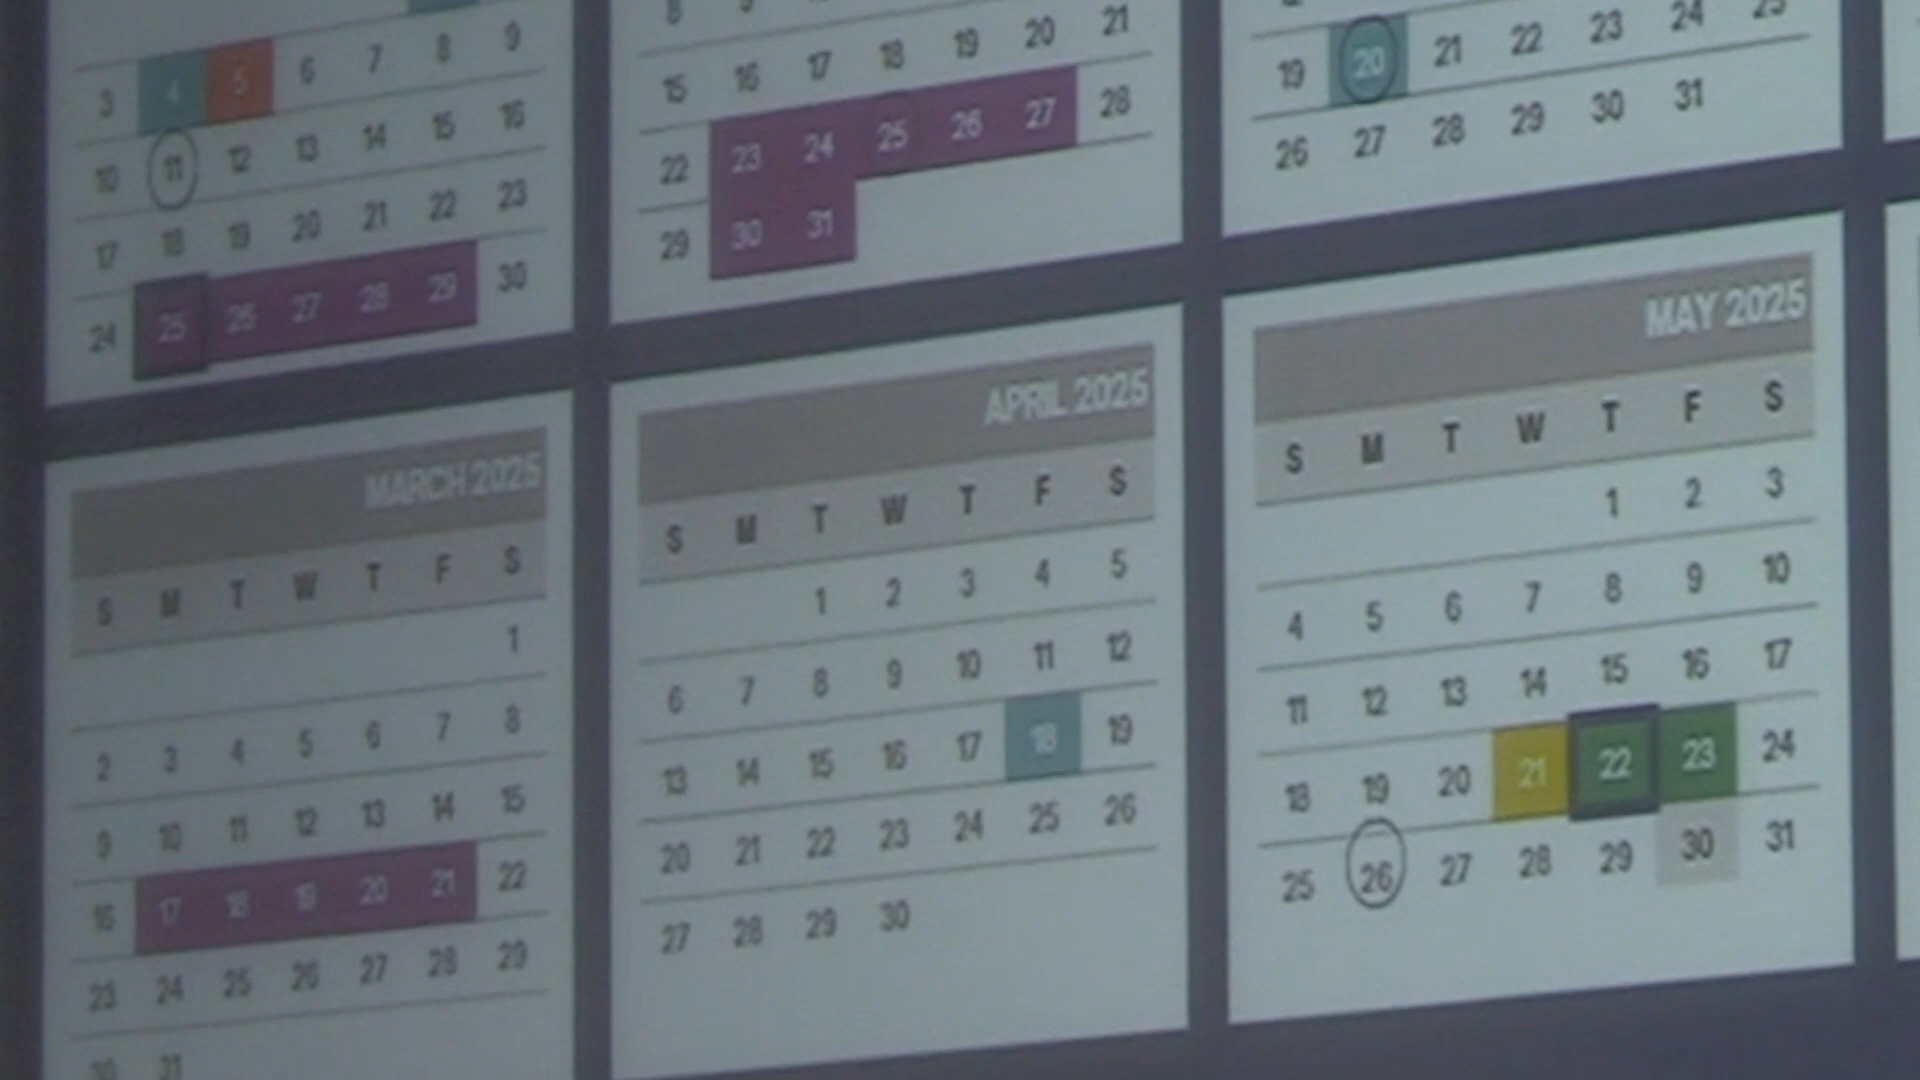 3 4 5 6 7 8 9
10 11 12 13 14 15 16
17 18 19 20 21 22 23
24 25 26 27 28 29 30
15 16 17 18 19 20 21
22 23 24 25 26 27 28
29 30 31
19 20 21 22 23 24 25
26 27 28 29 30 31
MARCH 2025
S M T W T F S
1
2 3 4 5 6 7 8
9 10 11 12 13 14 15
16 17 18 19 20 21 22
23 24 25 26 27 28 29
30 31
APRIL 2025
S M T W T F S
1 2 3 4 5
6 7 8 9 10 11 12
13 14 15 16 17 18 19
20 21 22 23 24 25 26
27 28 29 30
MAY 2025
S M T W T F S
1 2 3
4 5 6 7 8 9 10
11 12 13 14 15 16 17
18 19 20 21 22 23 24
25 26 27 28 29 30 31